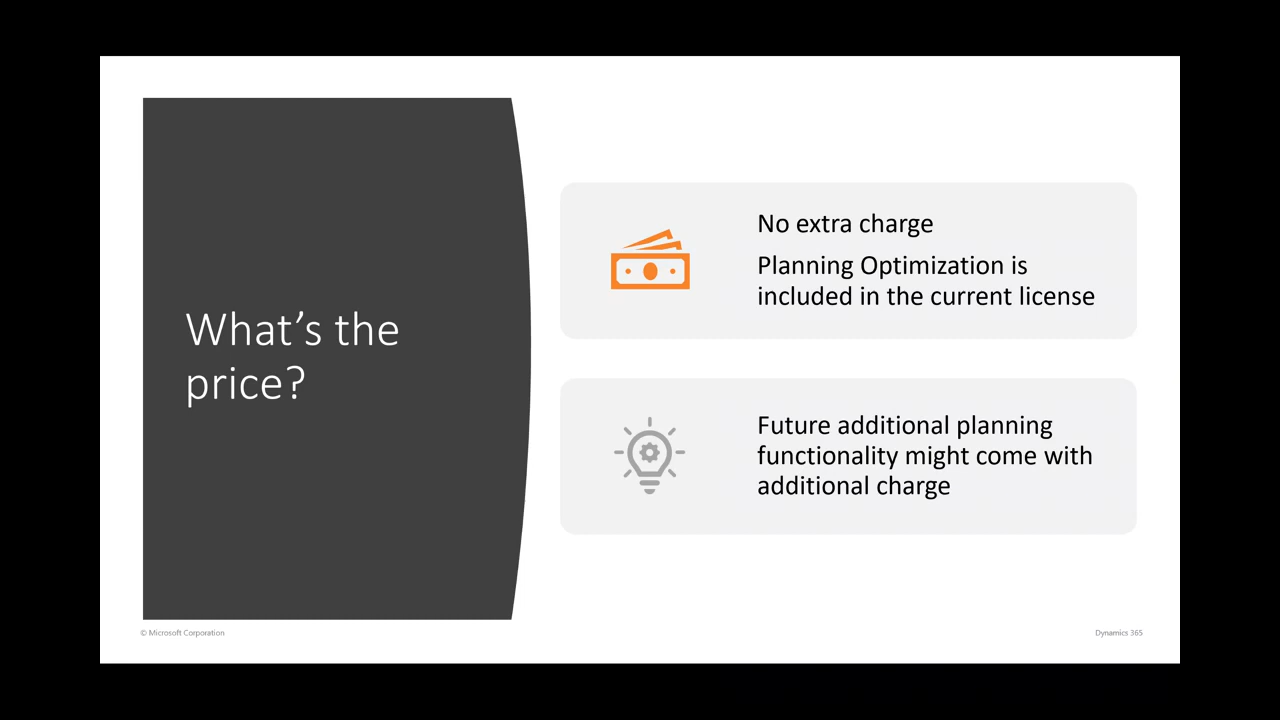 What’s the
price?
No extra charge
Planning Optimization is
included in the current license
Future additional planning
functionality might come with
additional charge
© Microsoft Corporation
Dynamics 365